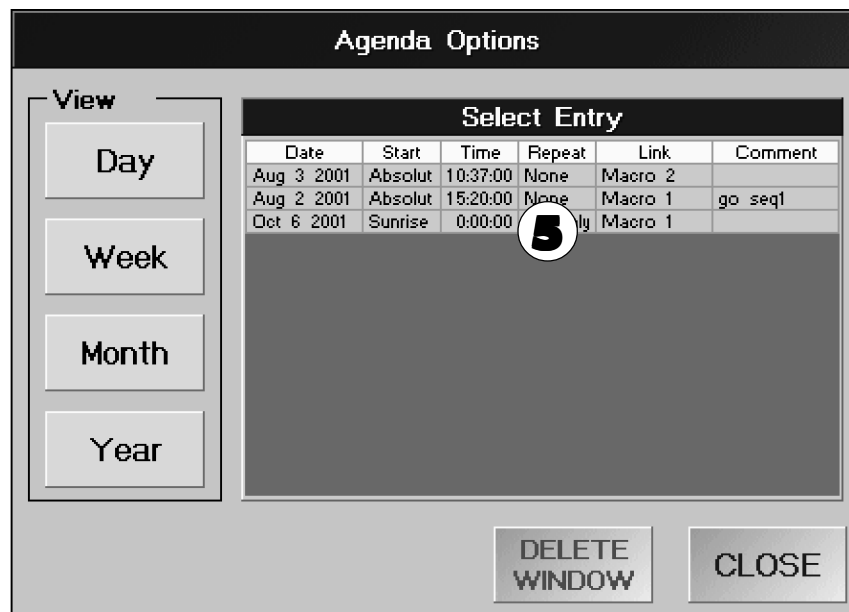 Agenda Options
View
Day
Week
Month
Year
Select Entry
Date Start Time Repeat Link Comment
Aug 3 2001 Absolut 10:37:00 None Macro 2
Aug 2 2001 Absolut 15:20:00 None Macro 1 go seq1
Oct 6 2001 Sunrise 0:00:00 Macro 1
5
DELETE WINDOW
CLOSE